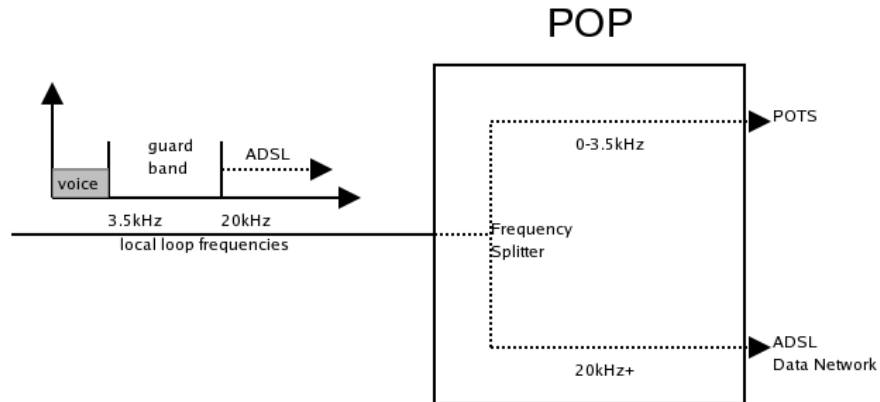 POP
guard
band
ADSL
voice
3.5kHz
20kHz
local loop frequencies
POTS
0-3.5kHz
Frequency
Splitter
ADSL
Data Network
20kHz+